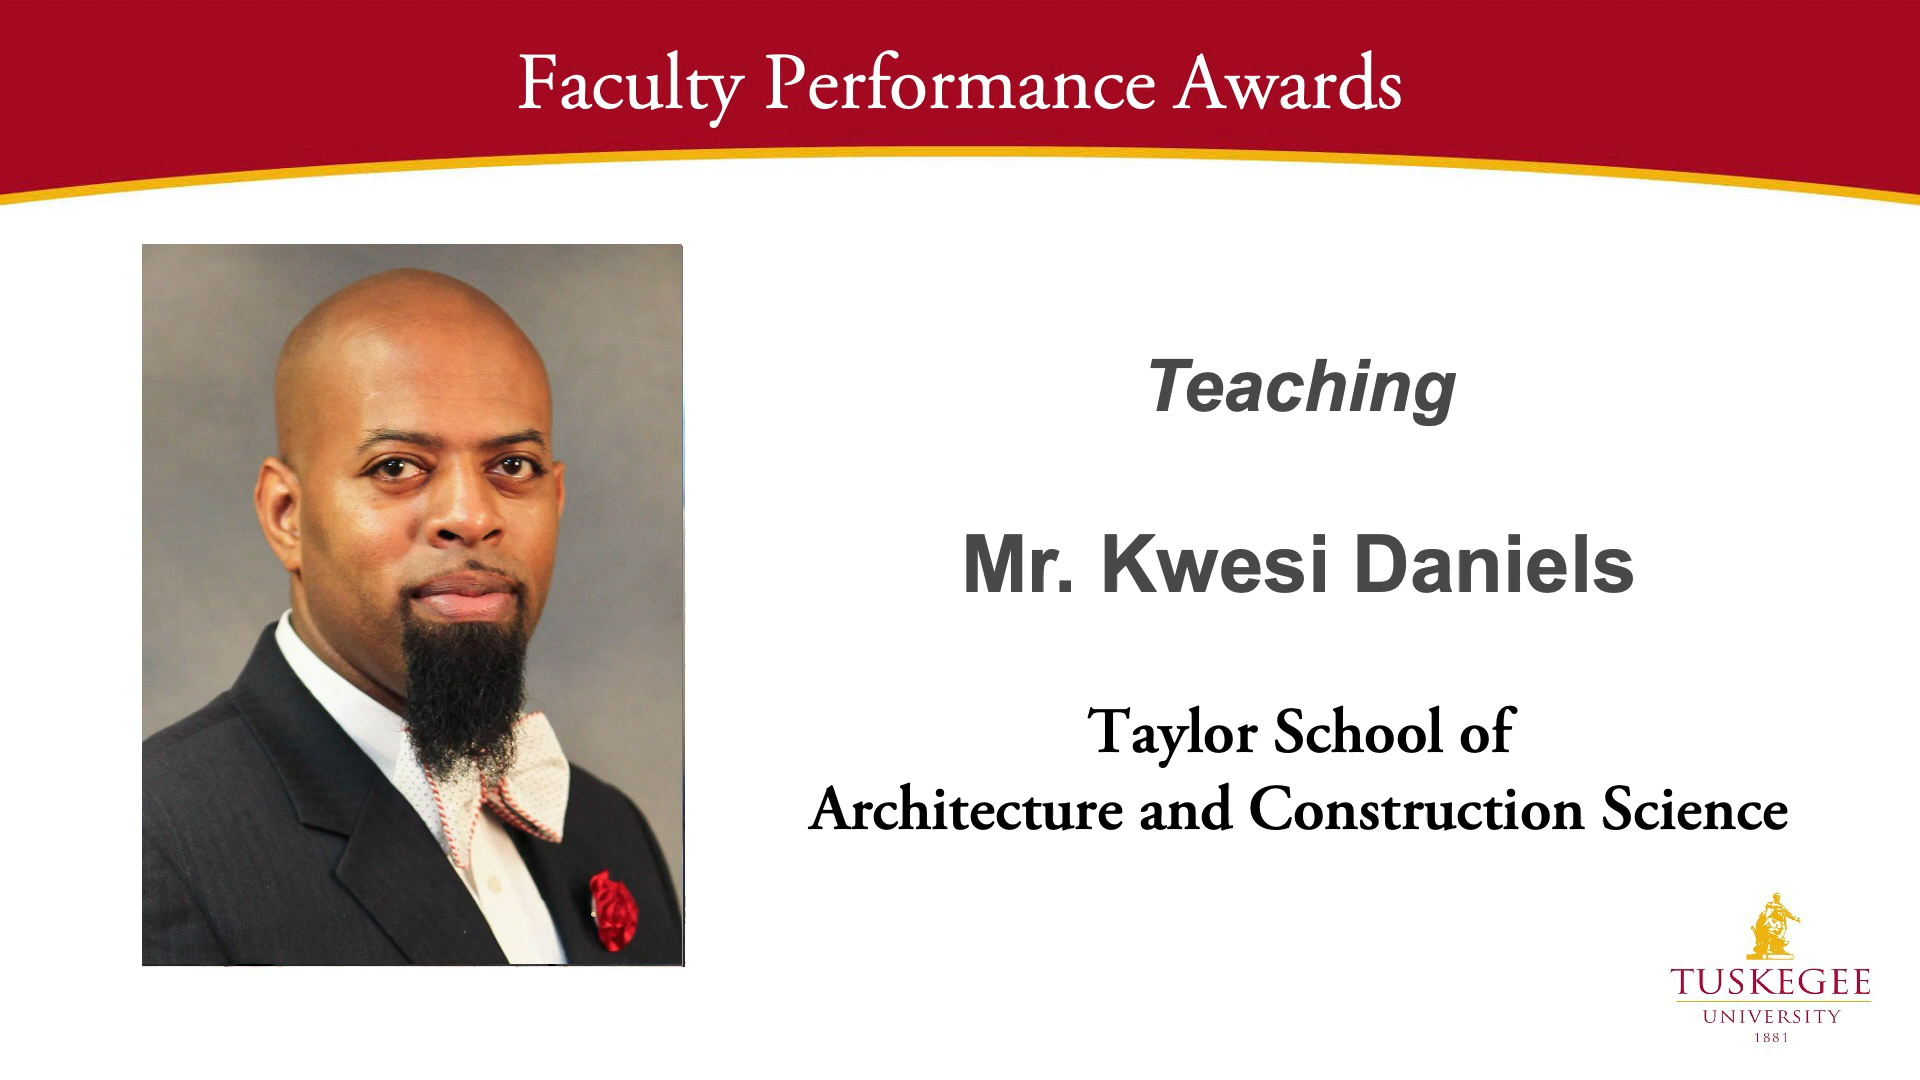 Faculty Performance Awards
Teaching
Mr. Kwesi Daniels
Taylor School of
Architecture and Construction Science
TUSKEGEE
UNIVERSITY
1881